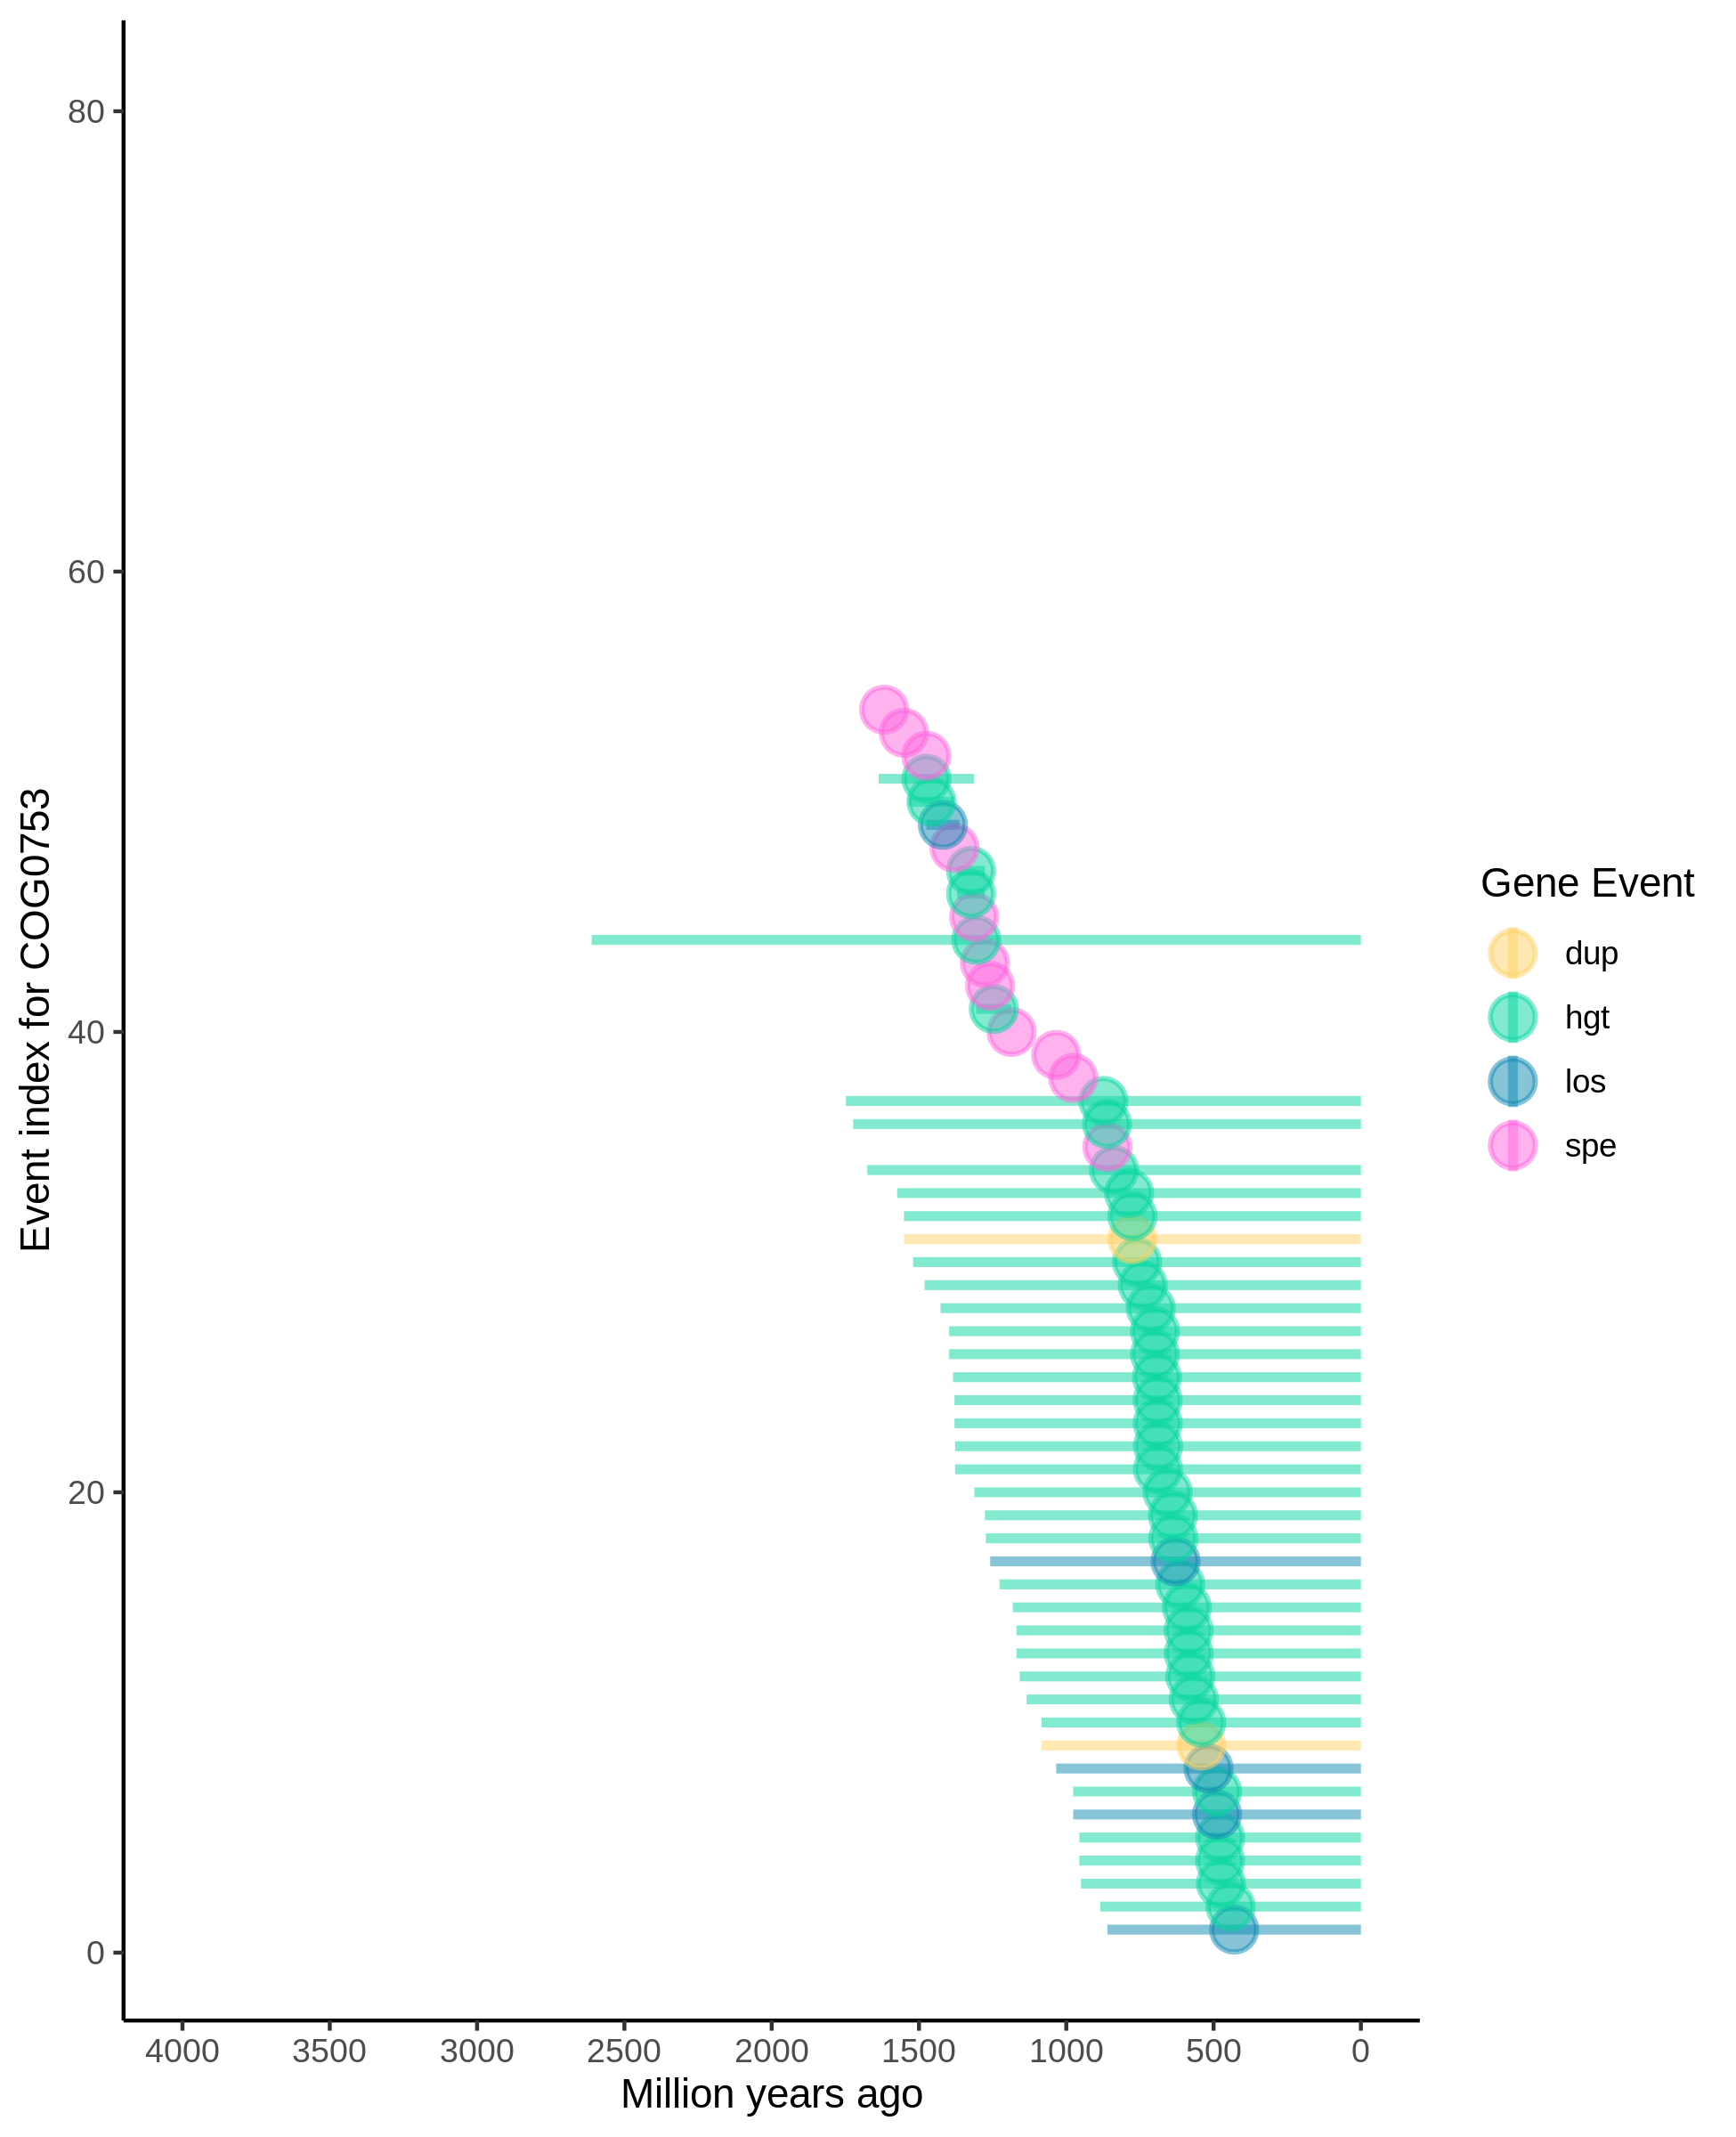 80
60
40
20
0
Event index for COG0753
4000 3500 3000 2500 2000 1500 1000 500 0
Million years ago
Gene Event
dup
hgt
los
spe